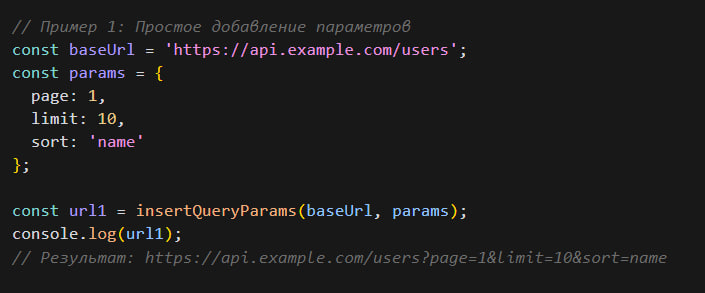 // Пример 1: Простое добавление параметров
const baseUrl = 'https://api.example.com/users';
const params = {
  page: 1,
  limit: 10,
  sort: 'name'
};

const url1 = insertQueryParams(baseUrl, params);
console.log(url1);
// Результат: https://api.example.com/users?page=1&limit=10&sort=name